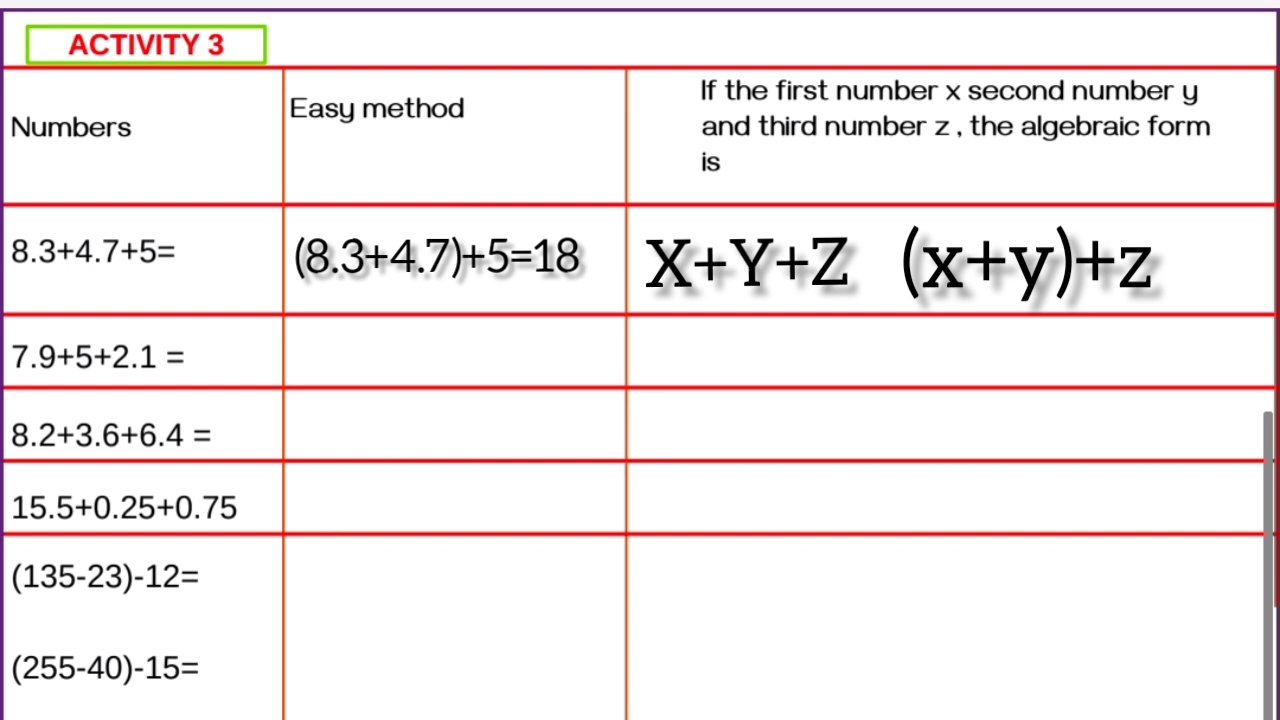 ACTIVITY 3
Numbers
Easy method
If the first number x second number y
and third number z , the algebraic form
is
8.3+4.7+5=
(8.3+4.7)+5=18
X+Y+Z (x+y)+z
7.9+5+2.1 =
8.2+3.6+6.4 =
15.5+0.25+0.75
(135-23)-12=
(255-40)-15=